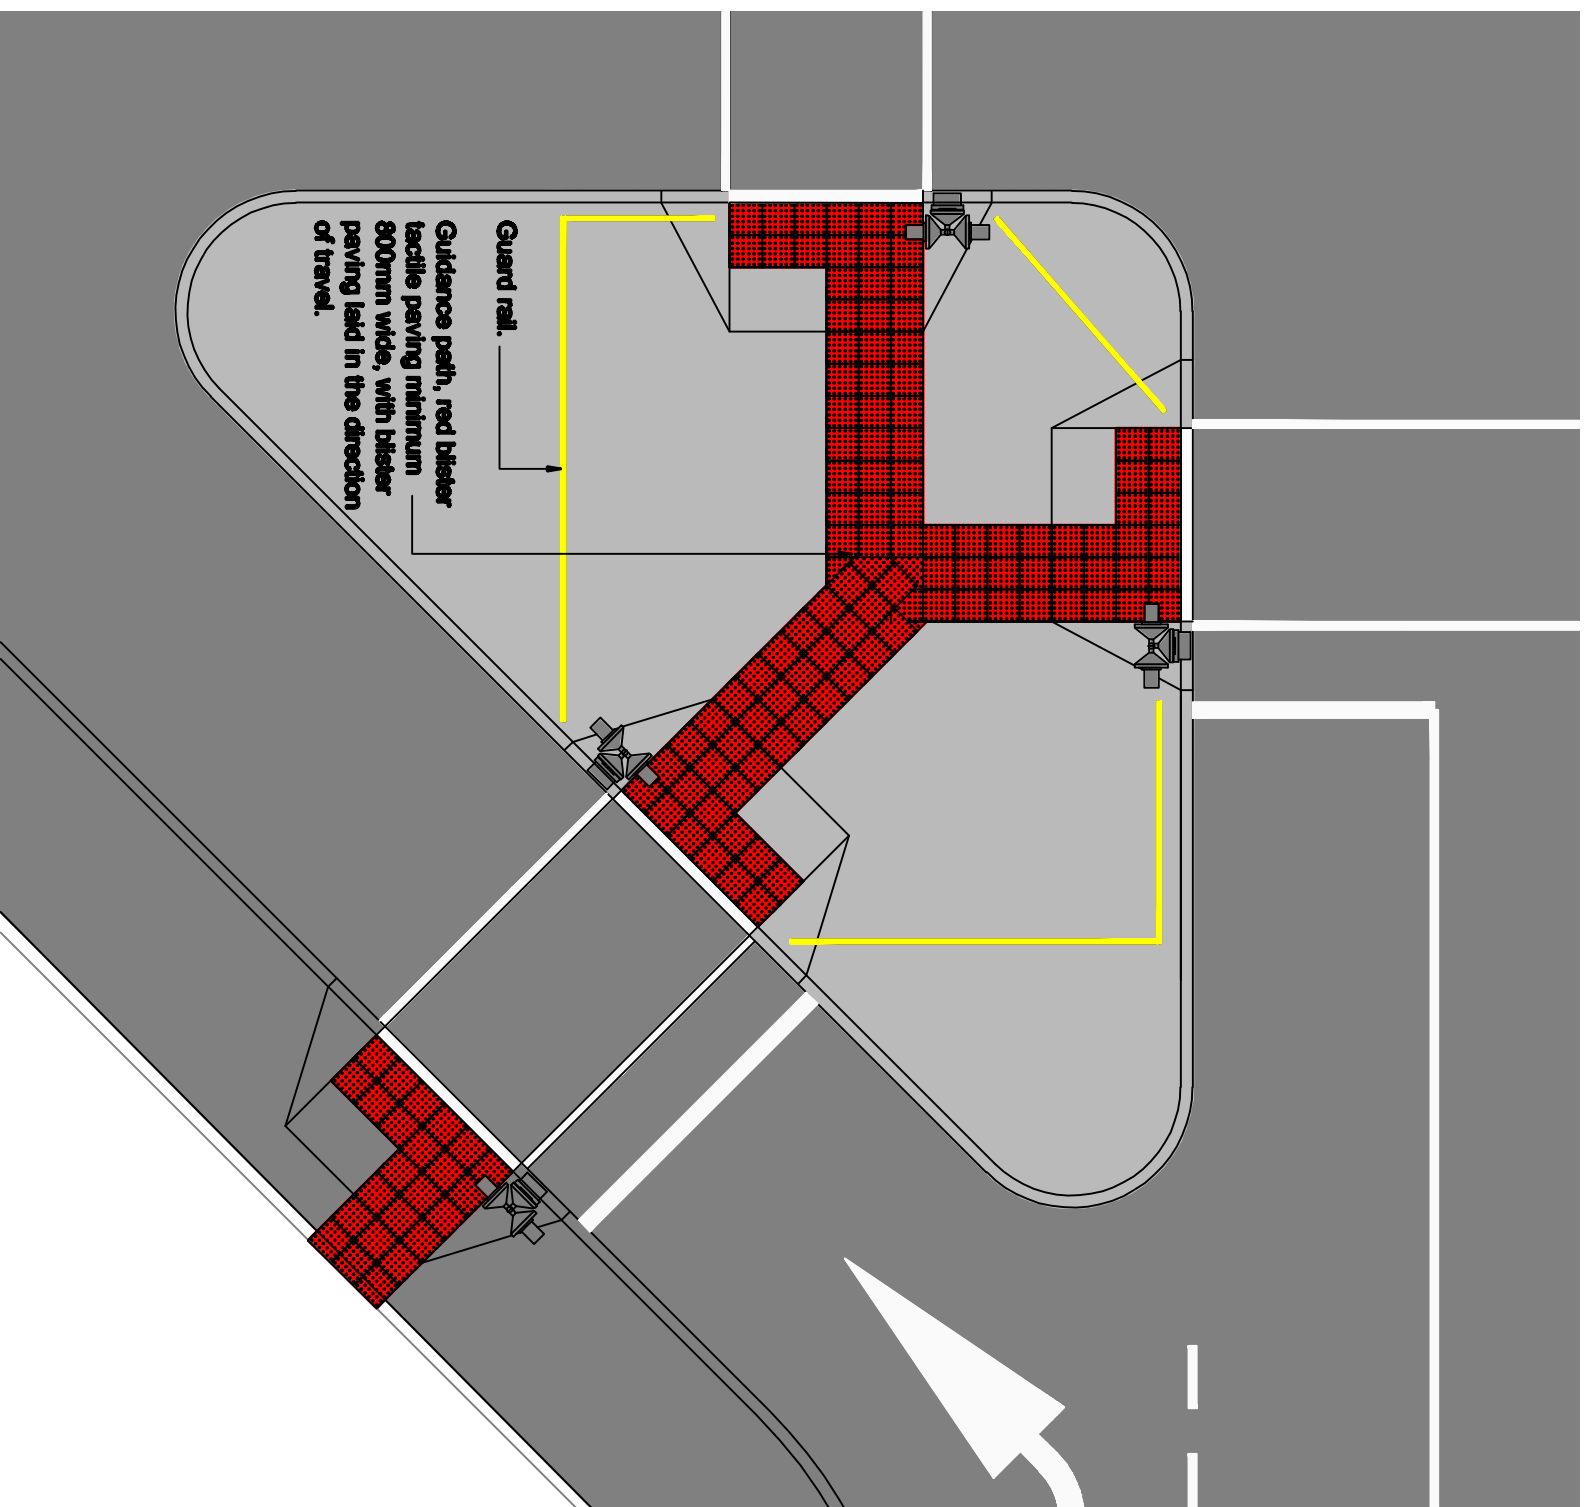 Guard rail.
Guidance path, red blister
tactile paving minimum
800mm wide, with blister
paving laid in the direction
of travel.